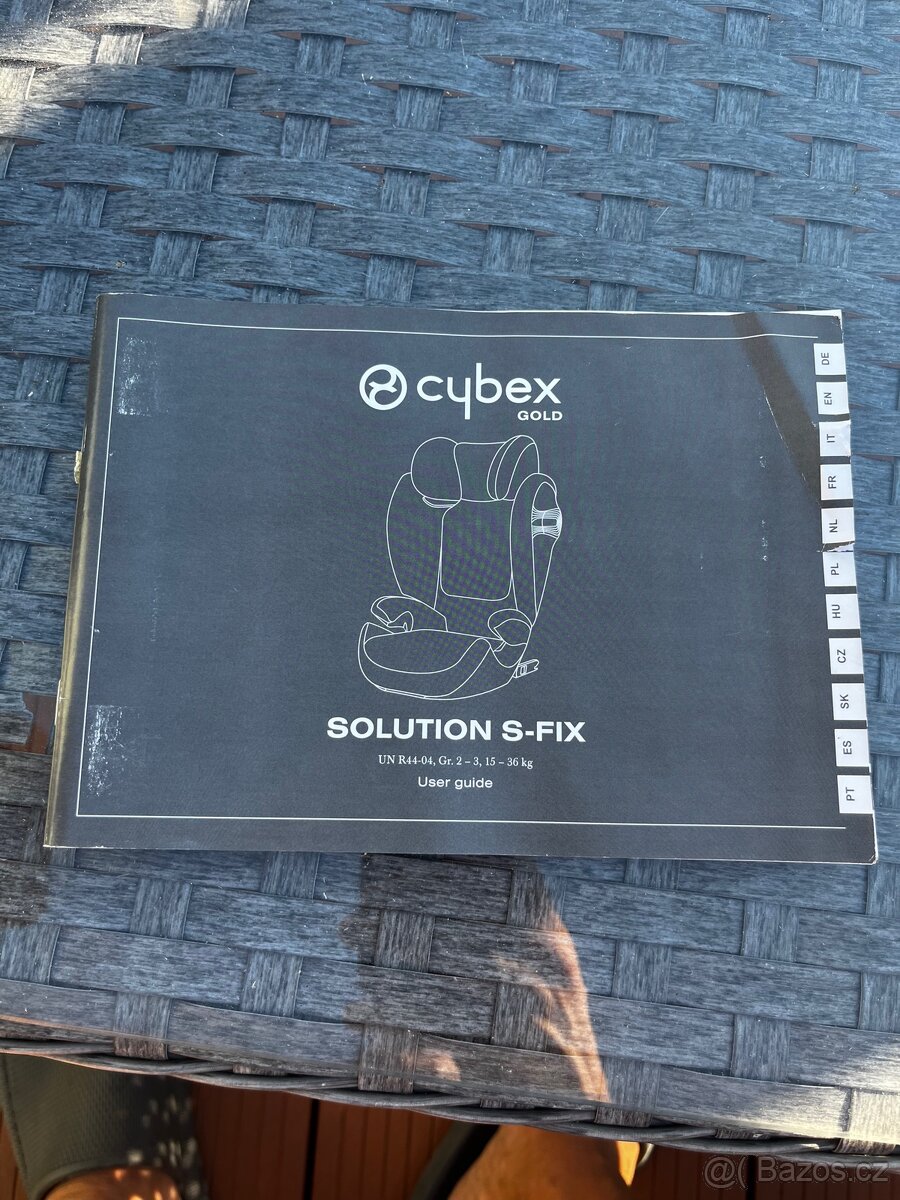 cybex
GOLD
SOLUTION S-FIX
UN R44-04, Gr. 2 – 3, 15 – 36 kg
User guide
DE
EN
IT
FR
NL
PL
HU
CZ
SK
ES
PT
@( Bazos.cz